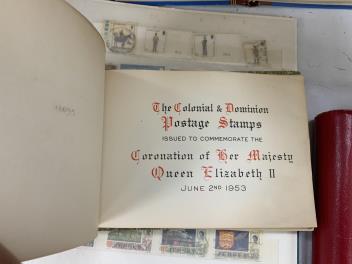 The Colonial & Dominion
Postage Stamps
ISSUED TO COMMEMORATE THE
Coronation of Her Majesty
Queen Elizabeth II
JUNE 2ND 1953